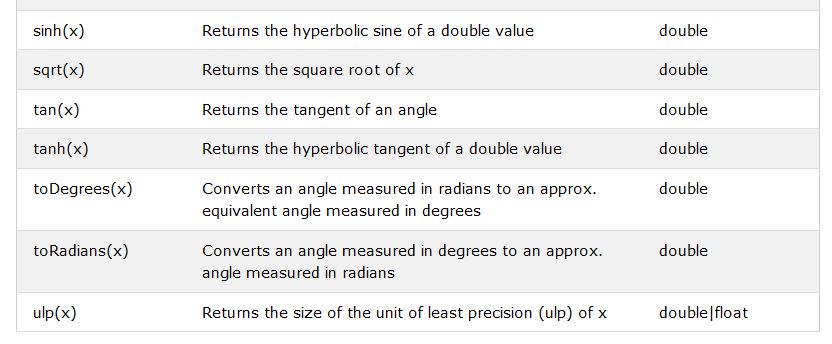 sinh(x) Returns the hyperbolic sine of a double value double
sqrt(x) Returns the square root of x double
tan(x) Returns the tangent of an angle double
tanh(x) Returns the hyperbolic tangent of a double value double
toDegrees(x) Converts an angle measured in radians to an approx. double
equivalent angle measured in degrees
toRadians(x) Converts an angle measured in degrees to an approx. double
angle measured in radians
ulp(x) Returns the size of the unit of least precision (ulp) of x double|float